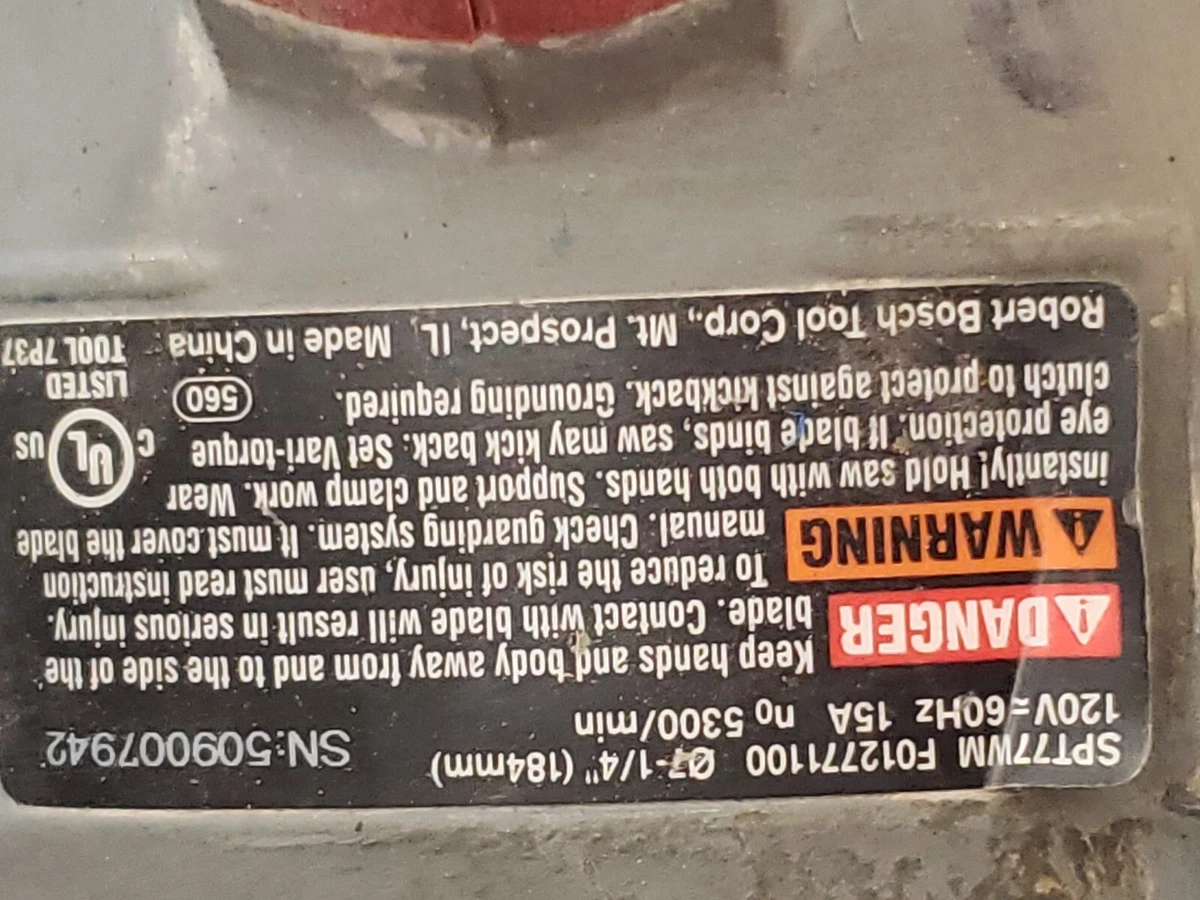 SPT77WM F012771100 Ø7-1/4" (184mm) SN:509007942
120V≂60Hz 15A n₀ 5300/min
DANGER Keep hands and body away from and to the side of the
blade. Contact with blade will result in serious injury.
WARNING To reduce the risk of injury, user must read instruction
manual. Check guarding system. It must cover the blade
instantly! Hold saw with both hands. Support and clamp work. Wear
eye protection. If blade binds, saw may kick back. Set Vari-torque
clutch to protect against kickback. Grounding required. 560
C UL US
LISTED
TOOL 7P37
Robert Bosch Tool Corp., Mt. Prospect, IL, Made in China